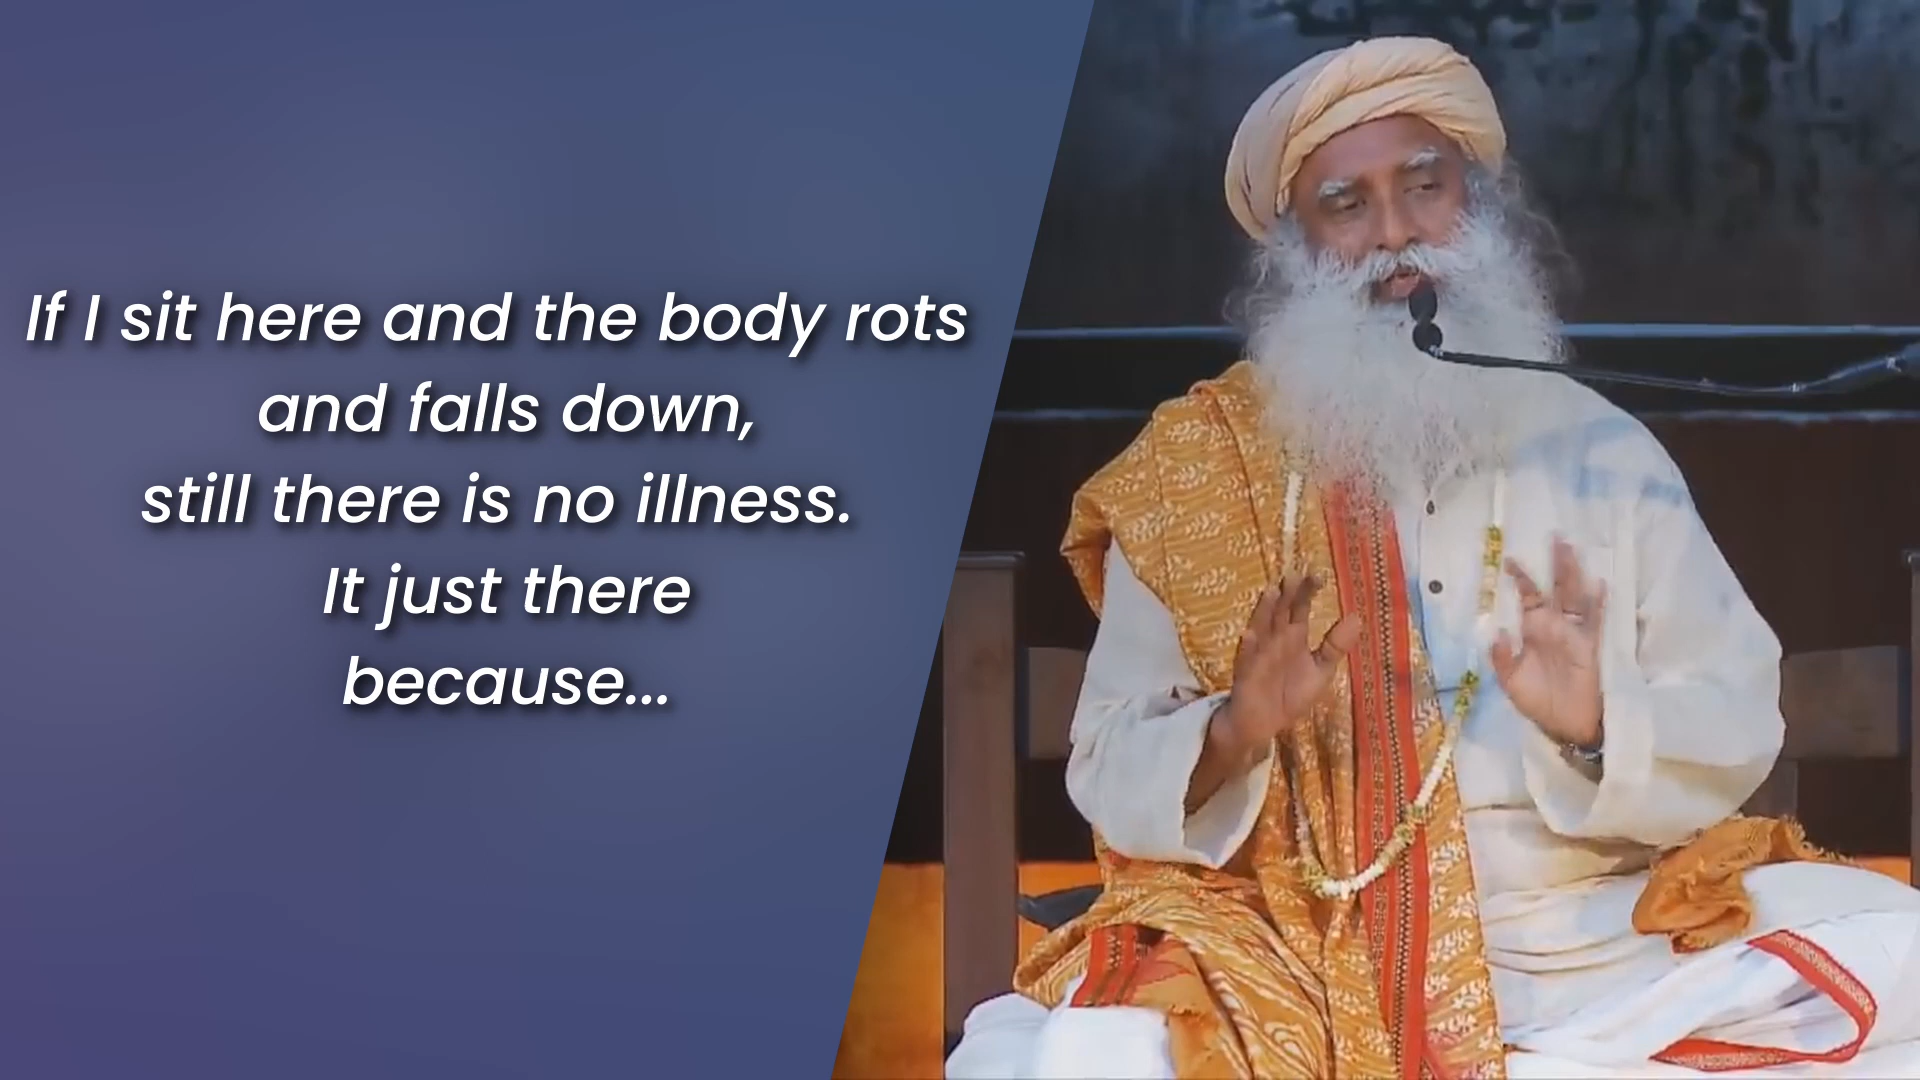 If I sit here and the body rots
and falls down,
still there is no illness.
It just there
because...